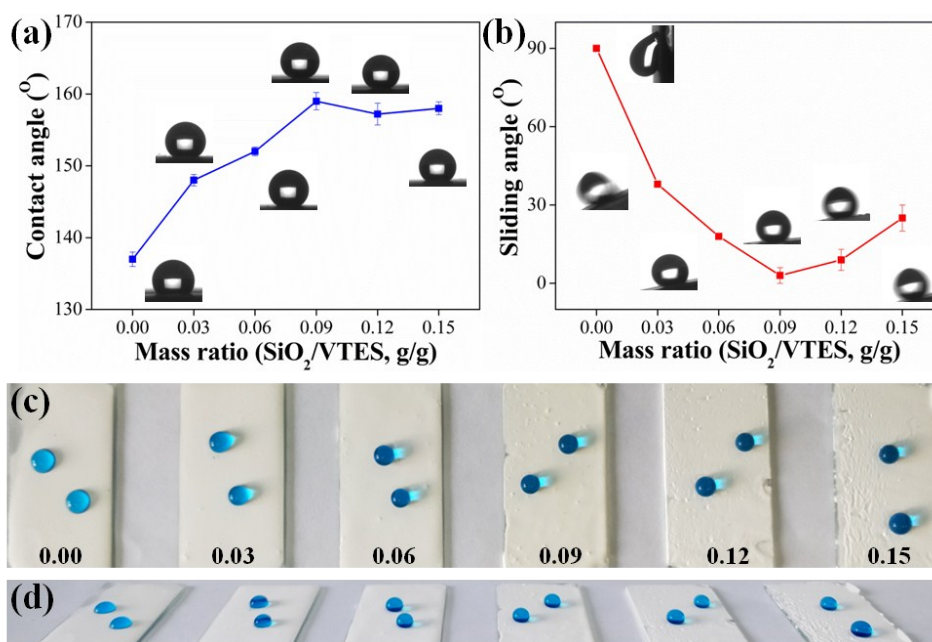 (a)
170
160
150
140
130
Contact angle (°)
0.00 0.03 0.06 0.09 0.12 0.15
Mass ratio (SiO₂/VTES, g/g)
(b)
90
60
30
0
Sliding angle (°)
0.00 0.03 0.06 0.09 0.12 0.15
Mass ratio (SiO₂/VTES, g/g)
(c)
0.00 0.03 0.06 0.09 0.12 0.15
(d)